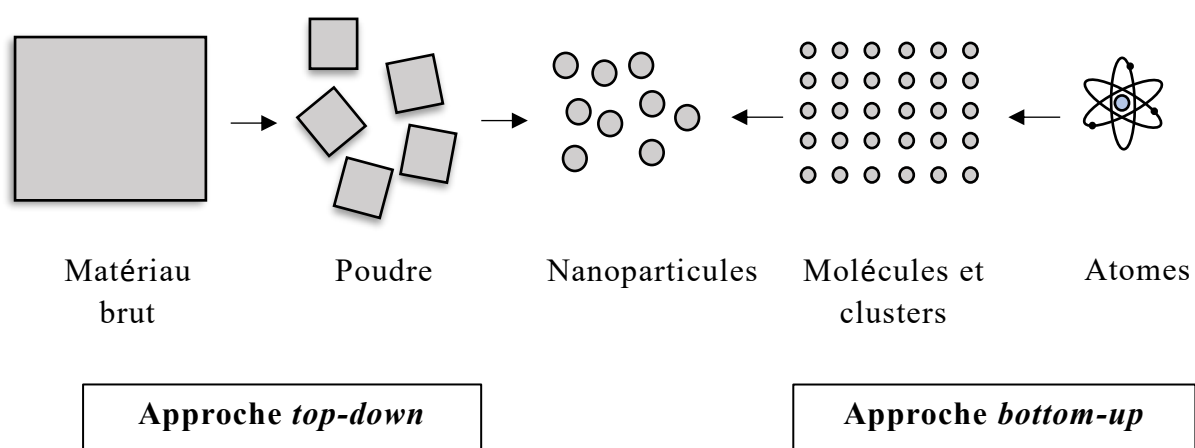 Matériau
brut
Poudre
Nanoparticules
Molécules et
clusters
Atomes
Approche top-down
Approche bottom-up